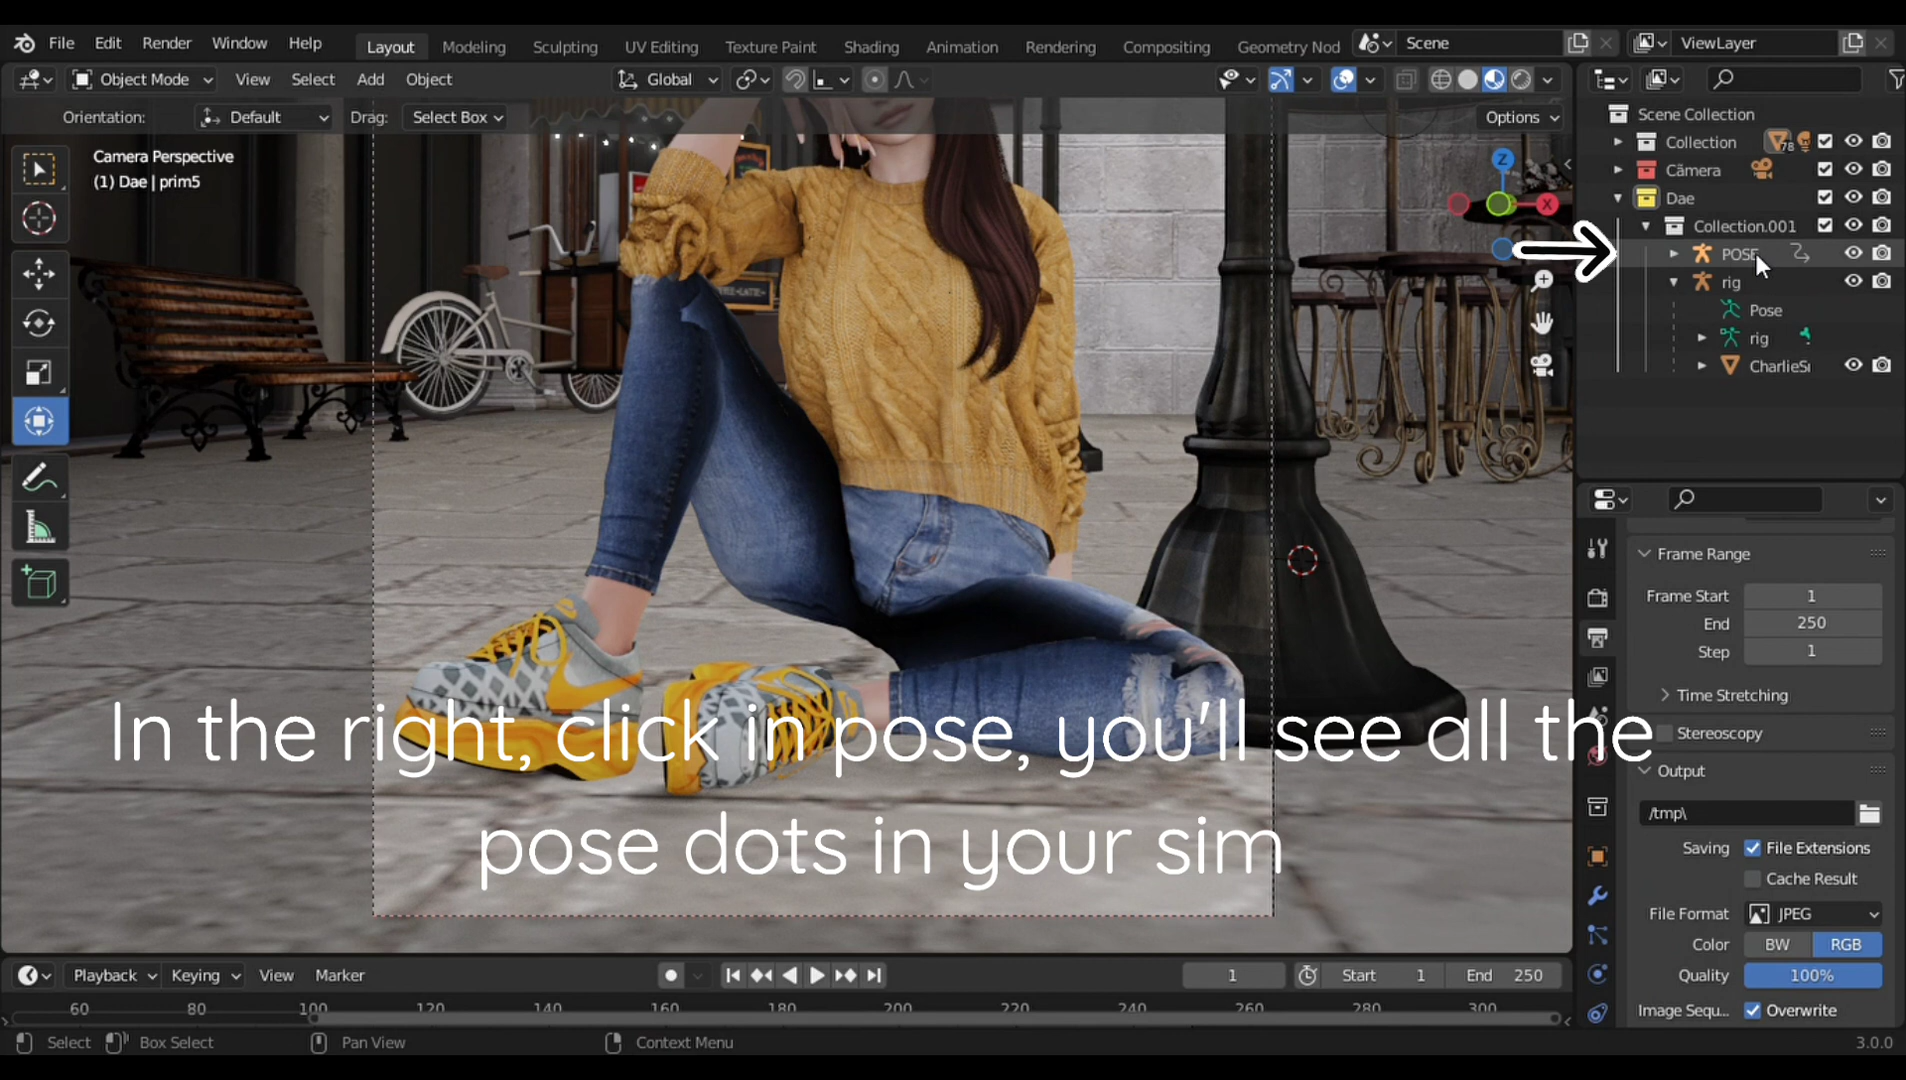 File Edit Render Window Help Layout Modeling Sculpting UV Editing Texture Paint Shading Animation Rendering Compositing Geometry Nod Scene ViewLayer
Object Mode View Select Add Object Global
Orientation: Default Drag: Select Box Options
Camera Perspective
(1) Dae | prim5
Scene Collection
Collection 78
Cãmera
Dae
Collection.001
POSE
rig
Pose
rig
CharlieSi
Z
X
Frame Range
Frame Start 1
End 250
Step 1
Time Stretching
Stereoscopy
Output
/tmp\
Saving File Extensions
Cache Result
File Format JPEG
Color BW RGB
Quality 100%
Image Sequ... Overwrite
In the right, click in pose, you'll see all the
pose dots in your sim
Playback Keying View Marker 1 Start 1 End 250
60 80 100 120 140 160 180 200 220 240 260 280 300
Select Box Select Pan View Context Menu 3.0.0